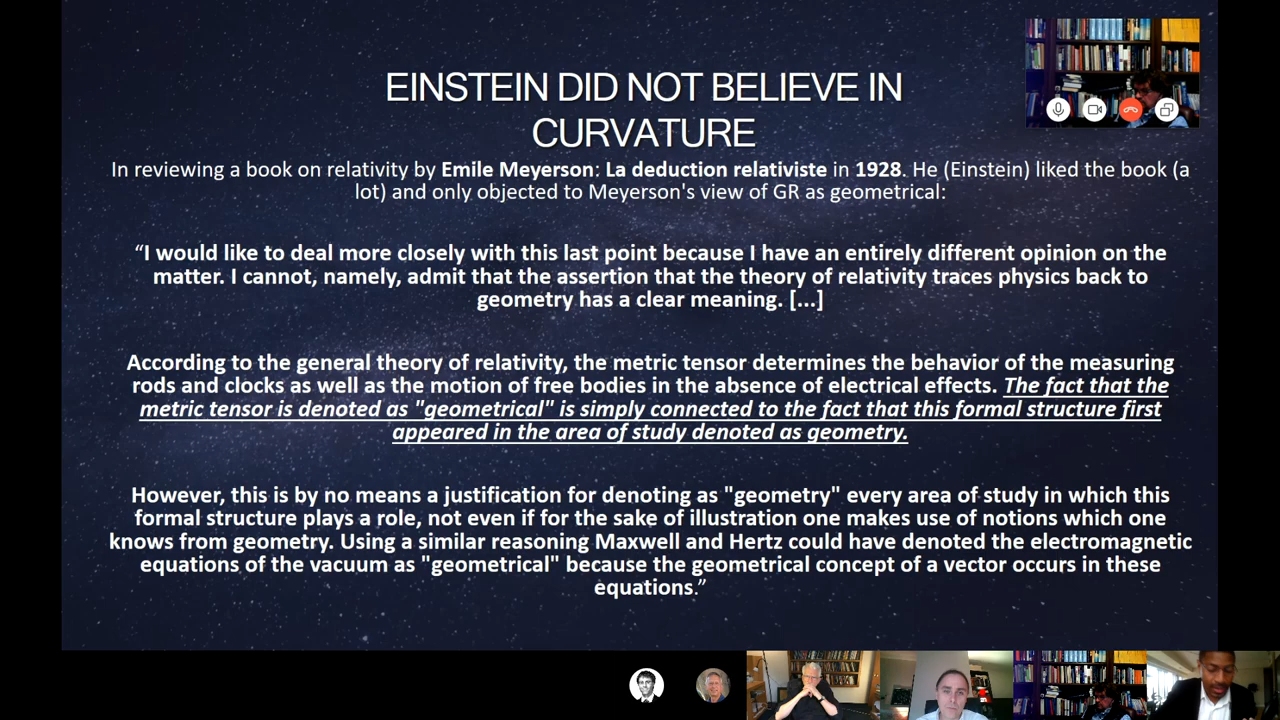 EINSTEIN DID NOT BELIEVE IN
CURVATURE
In reviewing a book on relativity by Emile Meyerson: La deduction relativiste in 1928. He (Einstein) liked the book (a
lot) and only objected to Meyerson's view of GR as geometrical:
“I would like to deal more closely with this last point because I have an entirely different opinion on the
matter. I cannot, namely, admit that the assertion that the theory of relativity traces physics back to
geometry has a clear meaning. [...]
According to the general theory of relativity, the metric tensor determines the behavior of the measuring
rods and clocks as well as the motion of free bodies in the absence of electrical effects. The fact that the
metric tensor is denoted as "geometrical" is simply connected to the fact that this formal structure first
appeared in the area of study denoted as geometry.
However, this is by no means a justification for denoting as "geometry" every area of study in which this
formal structure plays a role, not even if for the sake of illustration one makes use of notions which one
knows from geometry. Using a similar reasoning Maxwell and Hertz could have denoted the electromagnetic
equations of the vacuum as "geometrical" because the geometrical concept of a vector occurs in these
equations.”